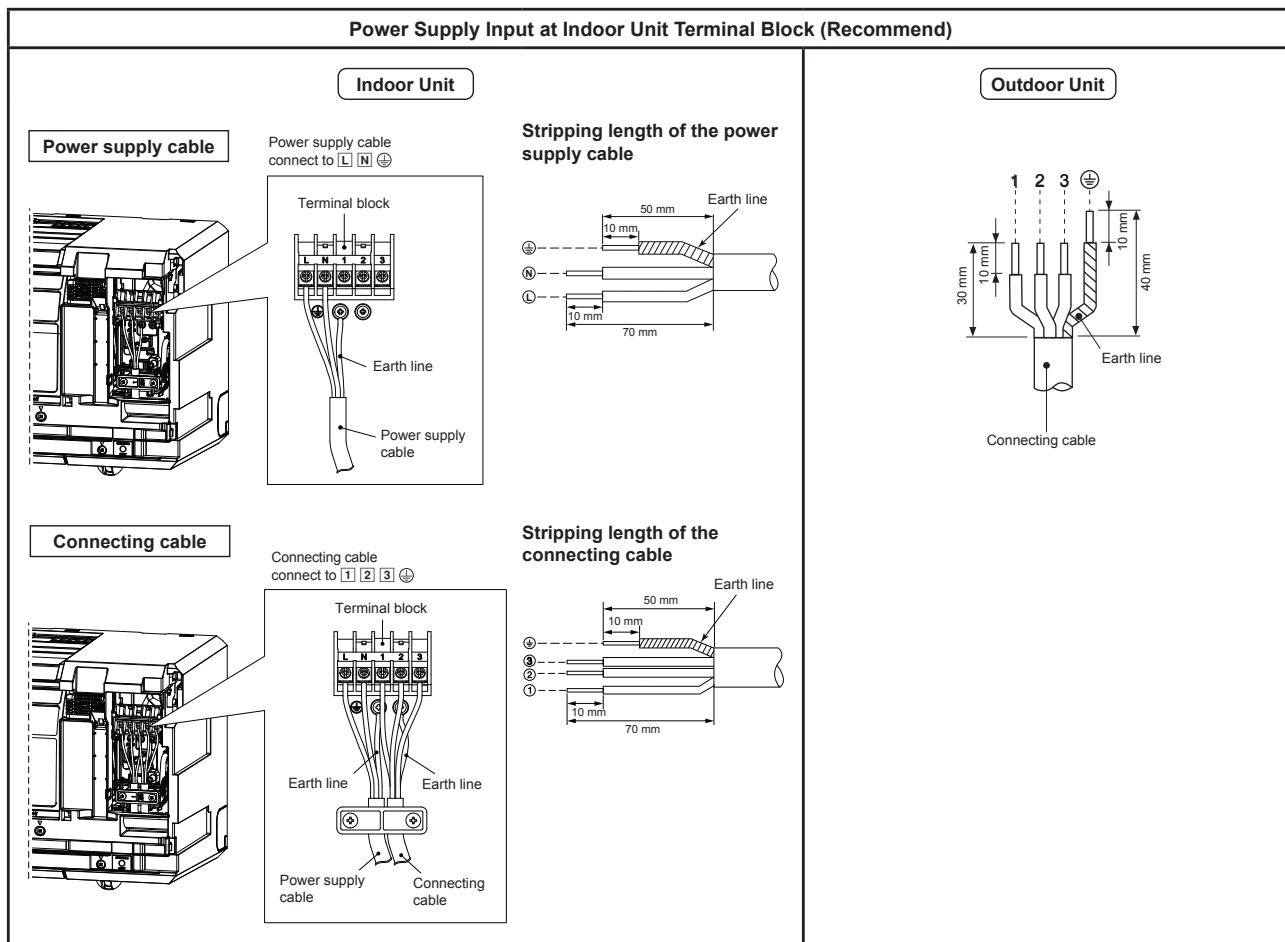 Power Supply Input at Indoor Unit Terminal Block (Recommend)
Indoor Unit
Power supply cable
Power supply cable
connect to L N ⏚
Terminal block
L N 1 2 3
Earth line
Power supply
cable
Stripping length of the power
supply cable
Earth line
50 mm
10 mm
⏚
N
L
10 mm
70 mm
Connecting cable
Connecting cable
connect to 1 2 3 ⏚
Terminal block
L N 1 2 3
Earth line
Earth line
Power supply
cable
Connecting
cable
Stripping length of the
connecting cable
Earth line
50 mm
10 mm
⏚
3
2
1
10 mm
70 mm
Outdoor Unit
1 2 3 ⏚
10 mm
30 mm
10 mm
40 mm
Earth line
Connecting cable